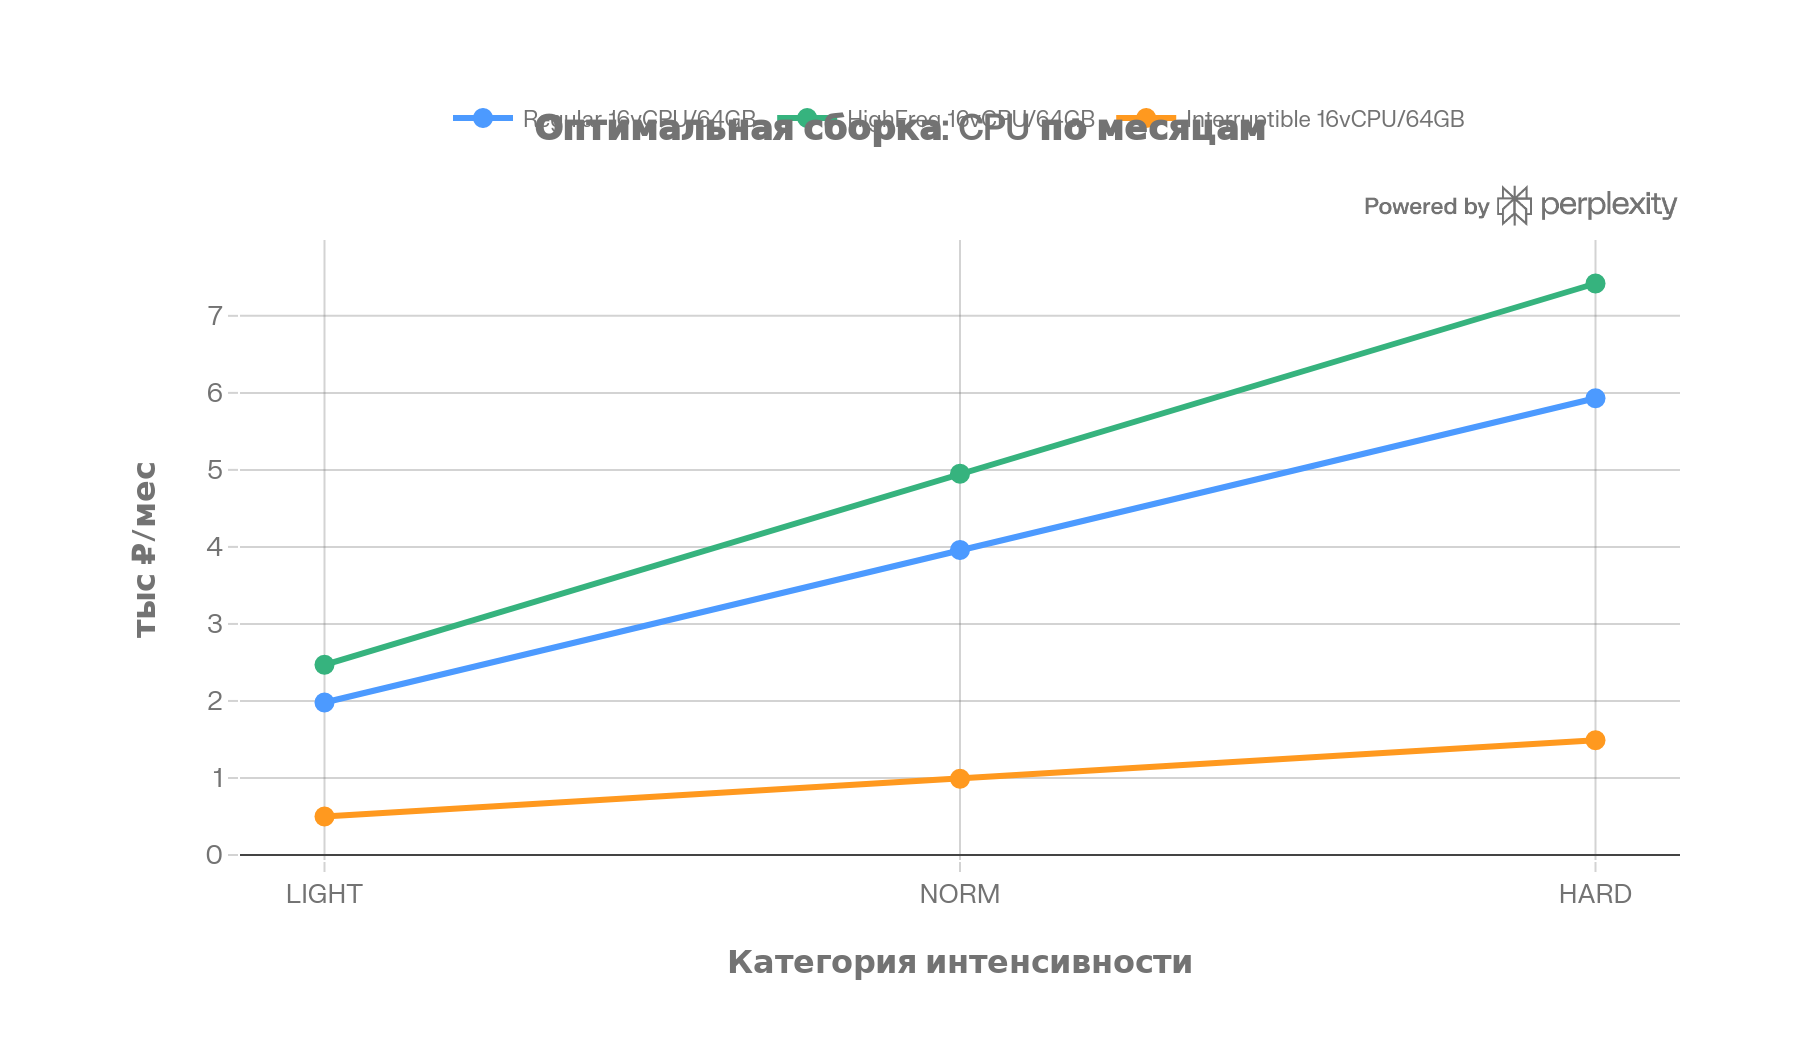 Regular 16vCPU/64GB HighFreq 16vCPU/64GB Interruptible 16vCPU/64GB
Оптимальная сборка: CPU по месяцам
Powered by perplexity
7
6
5
4
3
2
1
0
тыс ₽/мес
LIGHT NORM HARD
Категория интенсивности